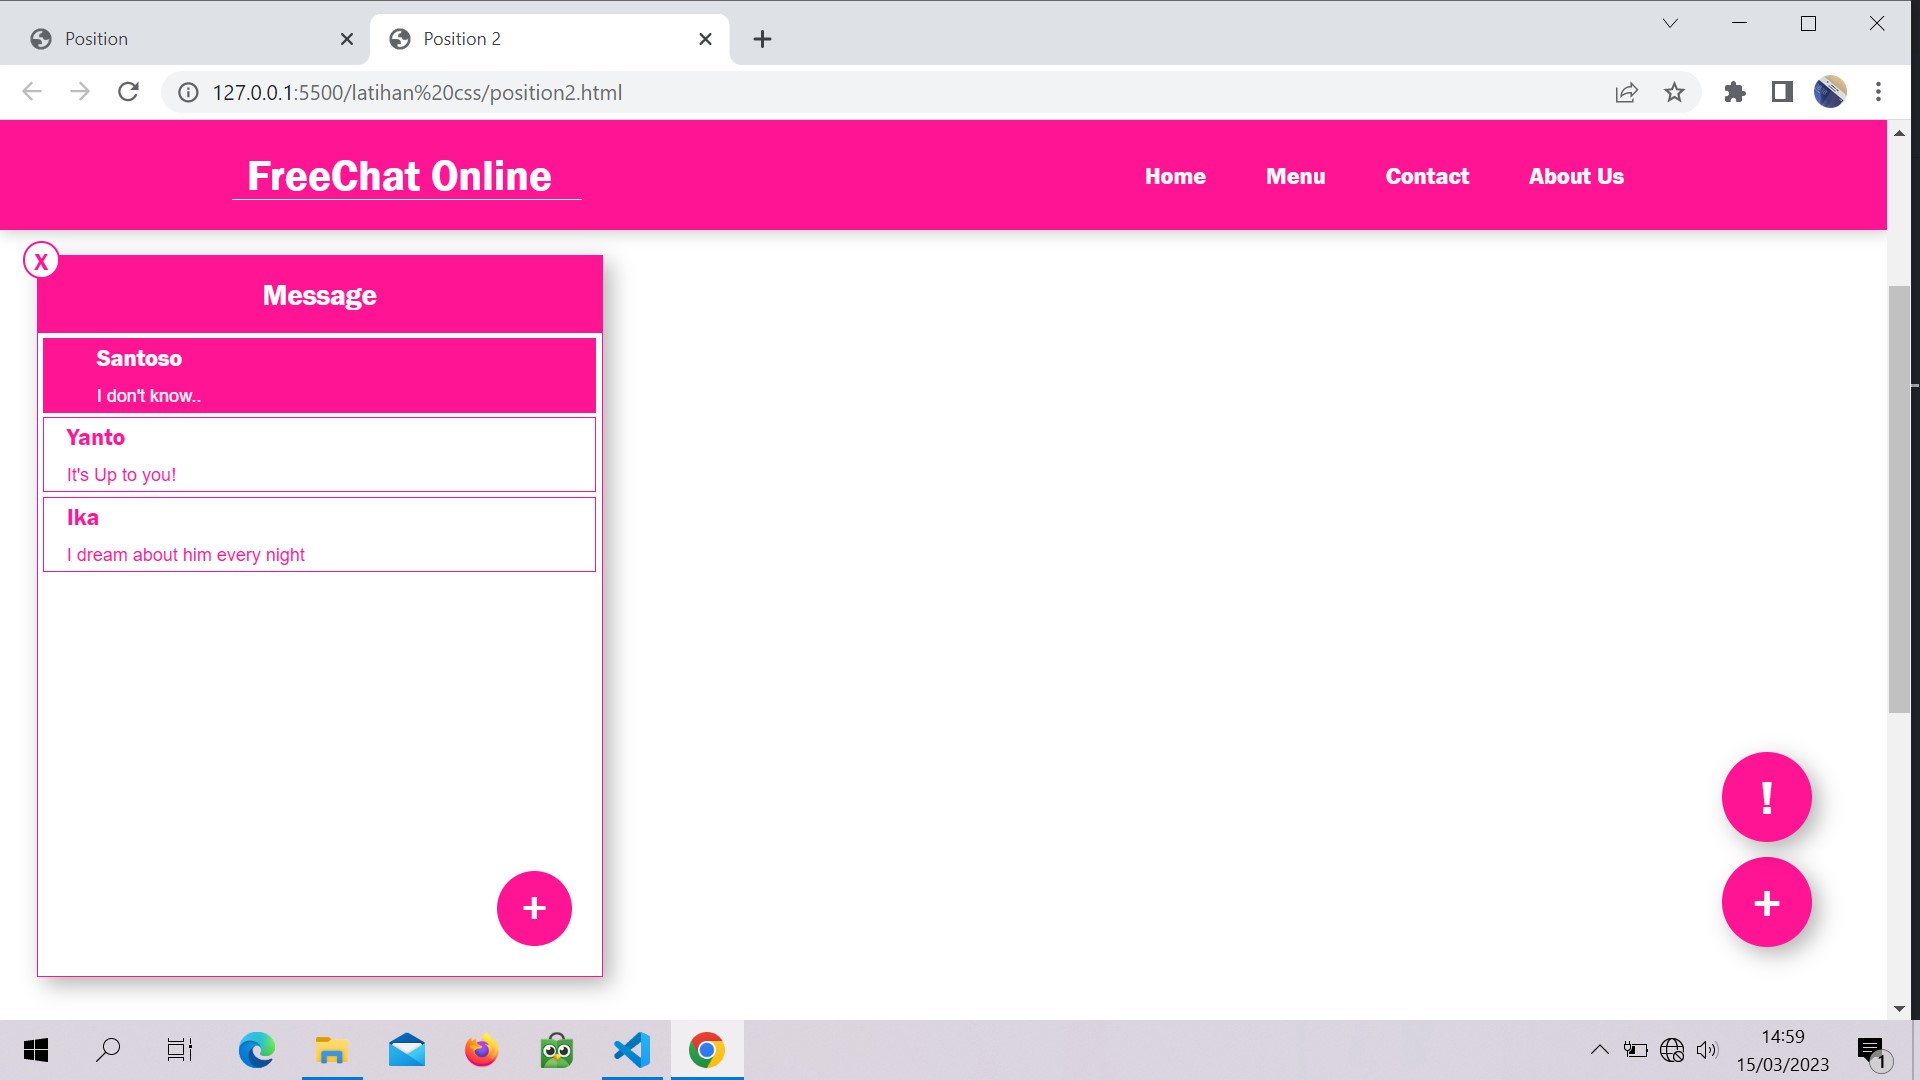 Position
Position 2
127.0.0.1:5500/latihan%20css/position2.html
FreeChat Online
Home
Menu
Contact
About Us
X
Message
Santoso
I don't know..
Yanto
It's Up to you!
Ika
I dream about him every night
!
+
+
14:59
15/03/2023
1